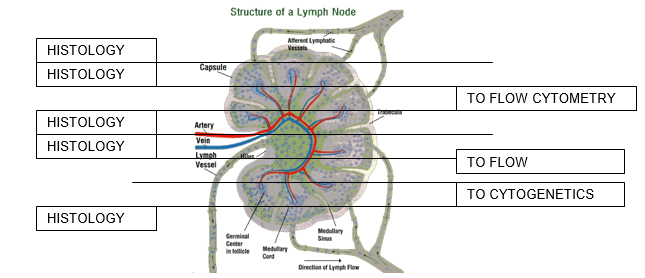 Structure of a Lymph Node
Afferent Lymphatic
Vessels
HISTOLOGY
Capsule
HISTOLOGY
TO FLOW CYTOMETRY
Trabecula
HISTOLOGY
Artery
Vein
HISTOLOGY
Lymph
Vessel
Hilus
TO FLOW
TO CYTOGENETICS
HISTOLOGY
Germinal
Center
in follicle
Medullary
Cord
Medullary
Sinus
Direction of Lymph Flow